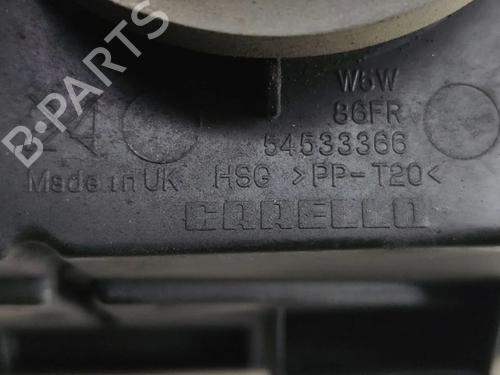 W5W
86FR
54533366
Made in UK HSG >PP-T20<
CARELLO
B-PARTS